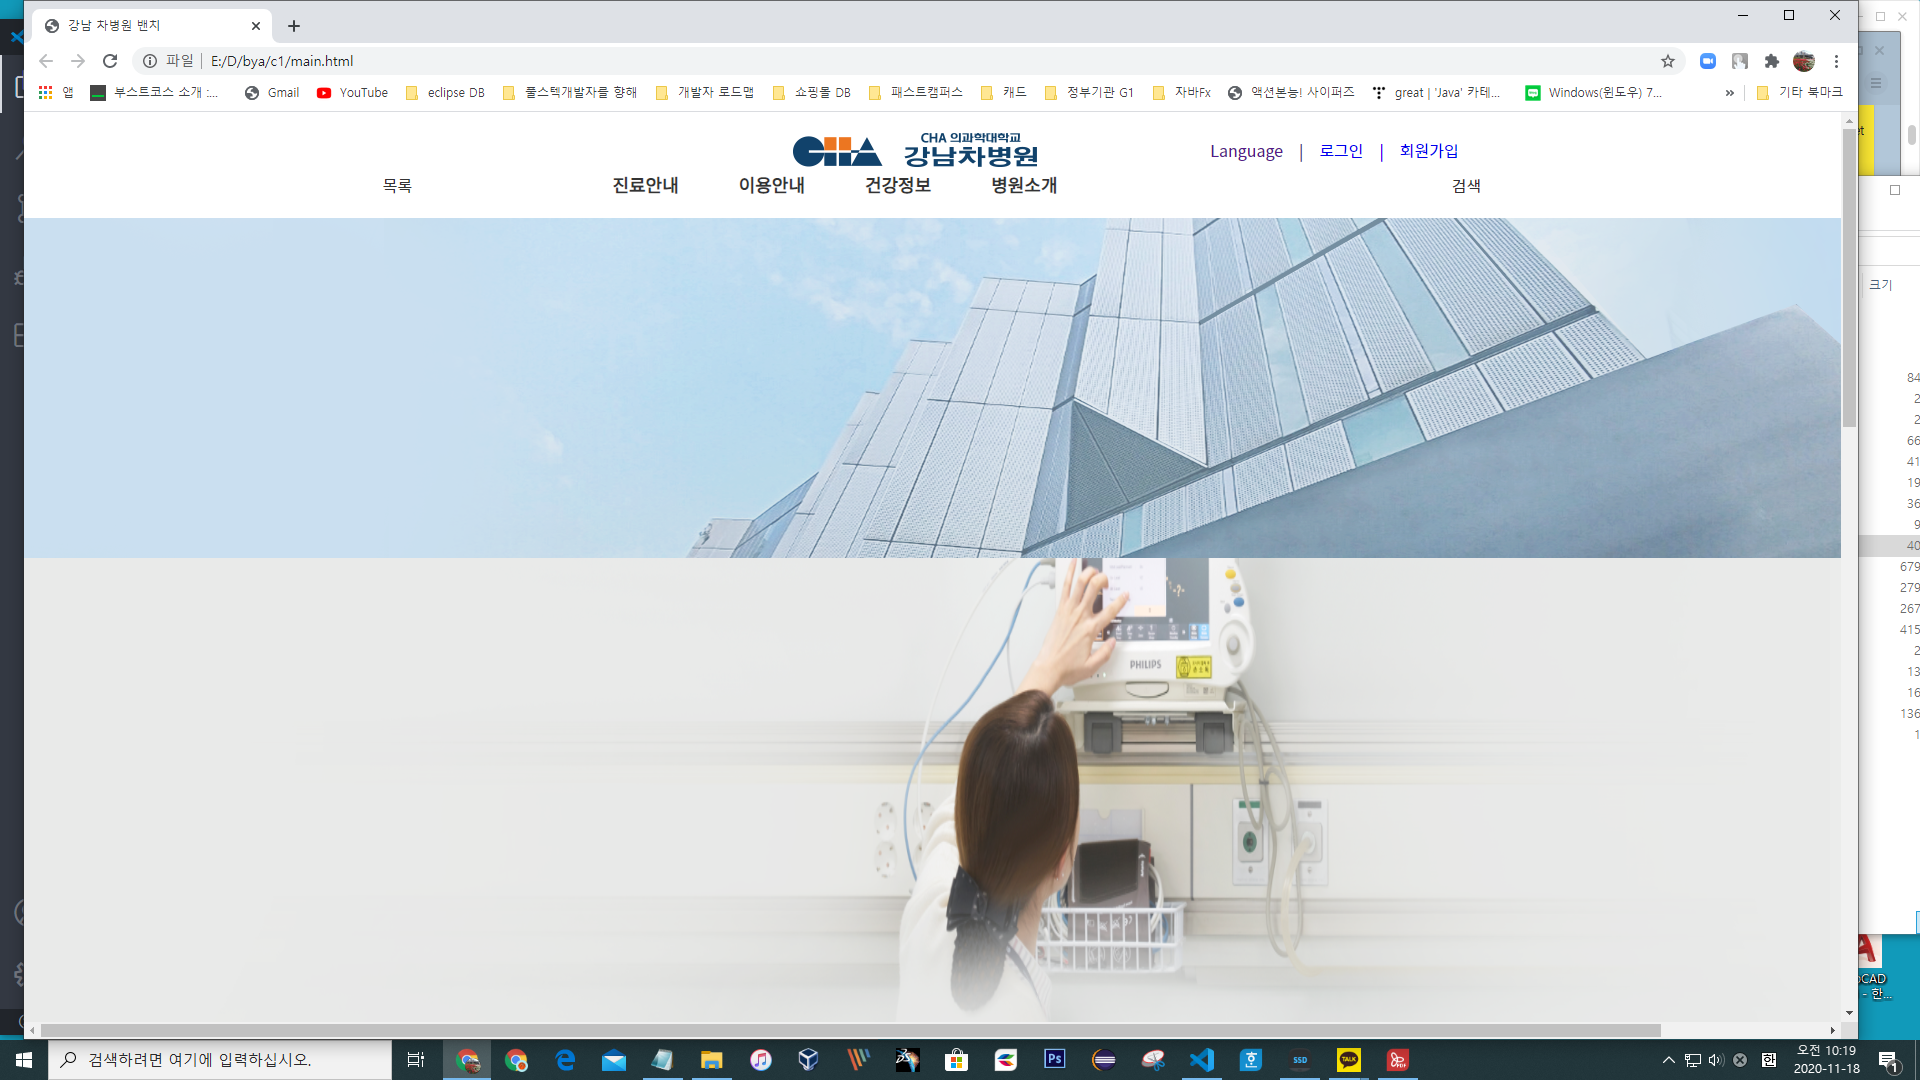 강남 차병원 밴치
파일 | E:/D/bya/c1/main.html
앱 부스트코스 소개 :... Gmail YouTube eclipse DB 풀스텍개발자를 향해 개발자 로드맵 쇼핑몰 DB 패스트캠퍼스 캐드 정부기관 G1 자바Fx 액션본능! 사이퍼즈 great | 'Java' 카테... Windows(윈도우) 7... » 기타 북마크
CHA 의과학대학교
CHA 강남차병원
Language | 로그인 | 회원가입
목록 진료안내 이용안내 건강정보 병원소개 검색
PHILIPS
크기
84
2
2
66
41
19
36
9
40
679
279
267
415
2
13
16
136
1
CAD
- 한...
검색하려면 여기에 입력하십시오.
Ps
SSD
TALK
PDF
한
오전 10:19
2020-11-18
1